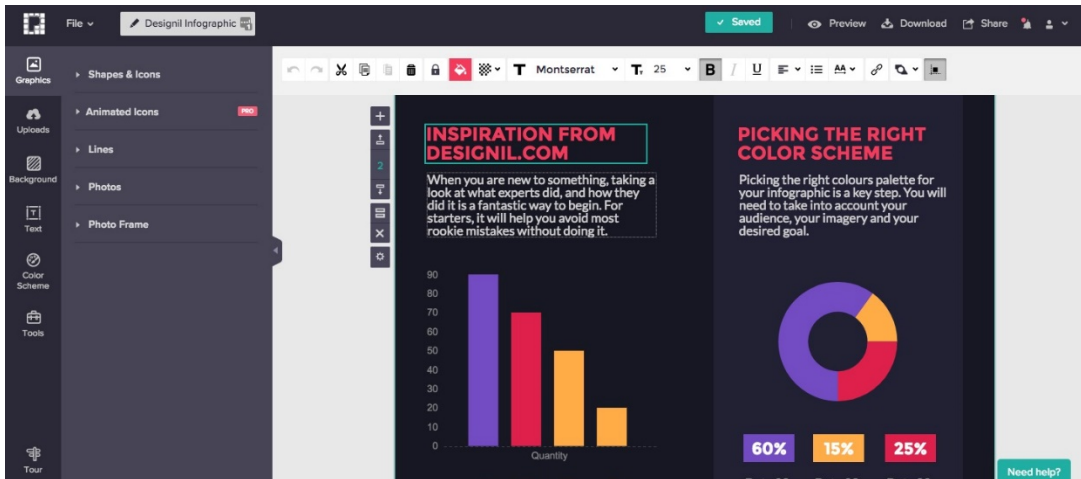 File
Designil Infographic
Saved
Preview
Download
Share
Graphics
Uploads
Background
Text
Color
Scheme
Tools
Tour
Shapes & Icons
Animated Icons
PRO
Lines
Photos
Photo Frame
T Montserrat
T 25
B
I
U
AA
2
INSPIRATION FROM
DESIGNIL.COM
When you are new to something, taking a
look at what experts did, and how they
did it is a fantastic way to begin. For
starters, it will help you avoid most
rookie mistakes without doing it.
90
80
70
60
50
40
30
20
10
0
Quantity
PICKING THE RIGHT
COLOR SCHEME
Picking the right colours palette for
your infographic is a key step. You will
need to take into account your
audience, your imagery and your
desired goal.
60%
15%
25%
Need help?